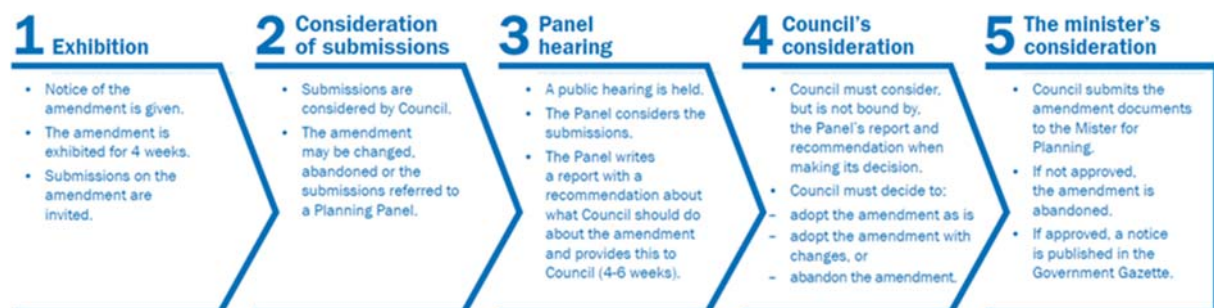 1 Exhibition
• Notice of the
amendment is given.
• The amendment is
exhibited for 4 weeks.
• Submissions on the
amendment are
invited.
2 Consideration
of submissions
• Submissions are
considered by Council.
• The amendment
may be changed,
abandoned or the
submissions referred to
a Planning Panel.
3 Panel
hearing
• A public hearing is held.
• The Panel considers the
submissions.
• The Panel writes
a report with a
recommendation about
what Council should do
about the amendment
and provides this to
Council (4-6 weeks).
4 Council's
consideration
• Council must consider,
but is not bound by,
the Panel's report and
recommendation when
making its decision.
• Council must decide to:
– adopt the amendment as is
– adopt the amendment with
changes, or
– abandon the amendment.
5 The minister's
consideration
• Council submits the
amendment documents
to the Mister for
Planning.
• If not approved,
the amendment is
abandoned.
• If approved, a notice
is published in the
Government Gazette.